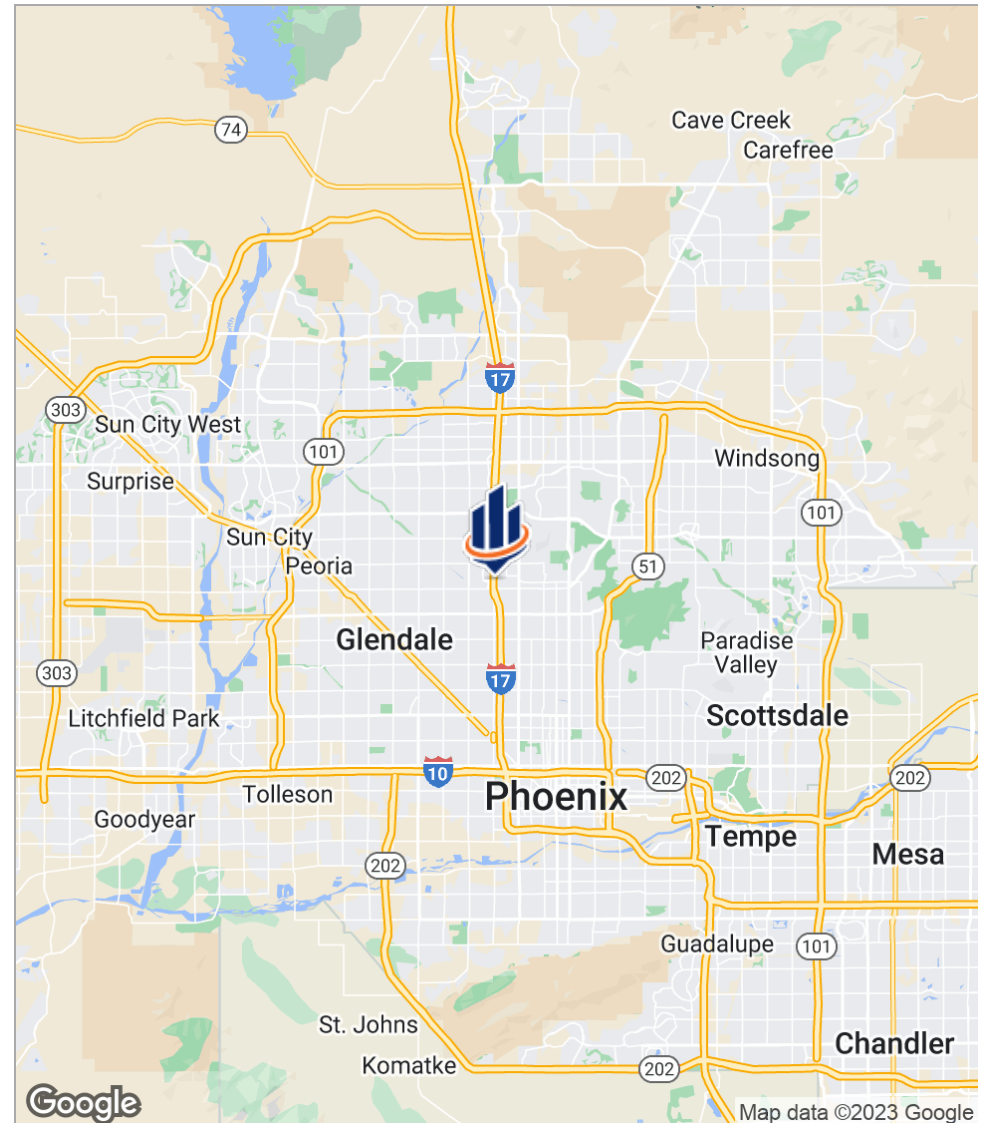 74
Cave Creek
Carefree
17
303
Sun City West
101
Windsong
Surprise
101
Sun City
Peoria
51
Glendale
Paradise
Valley
303
17
Litchfield Park
Scottsdale
10
202
202
Tolleson
Phoenix
Goodyear
Tempe
Mesa
202
Guadalupe
101
St. Johns
Chandler
Komatke
202
Google
Map data ©2023 Google